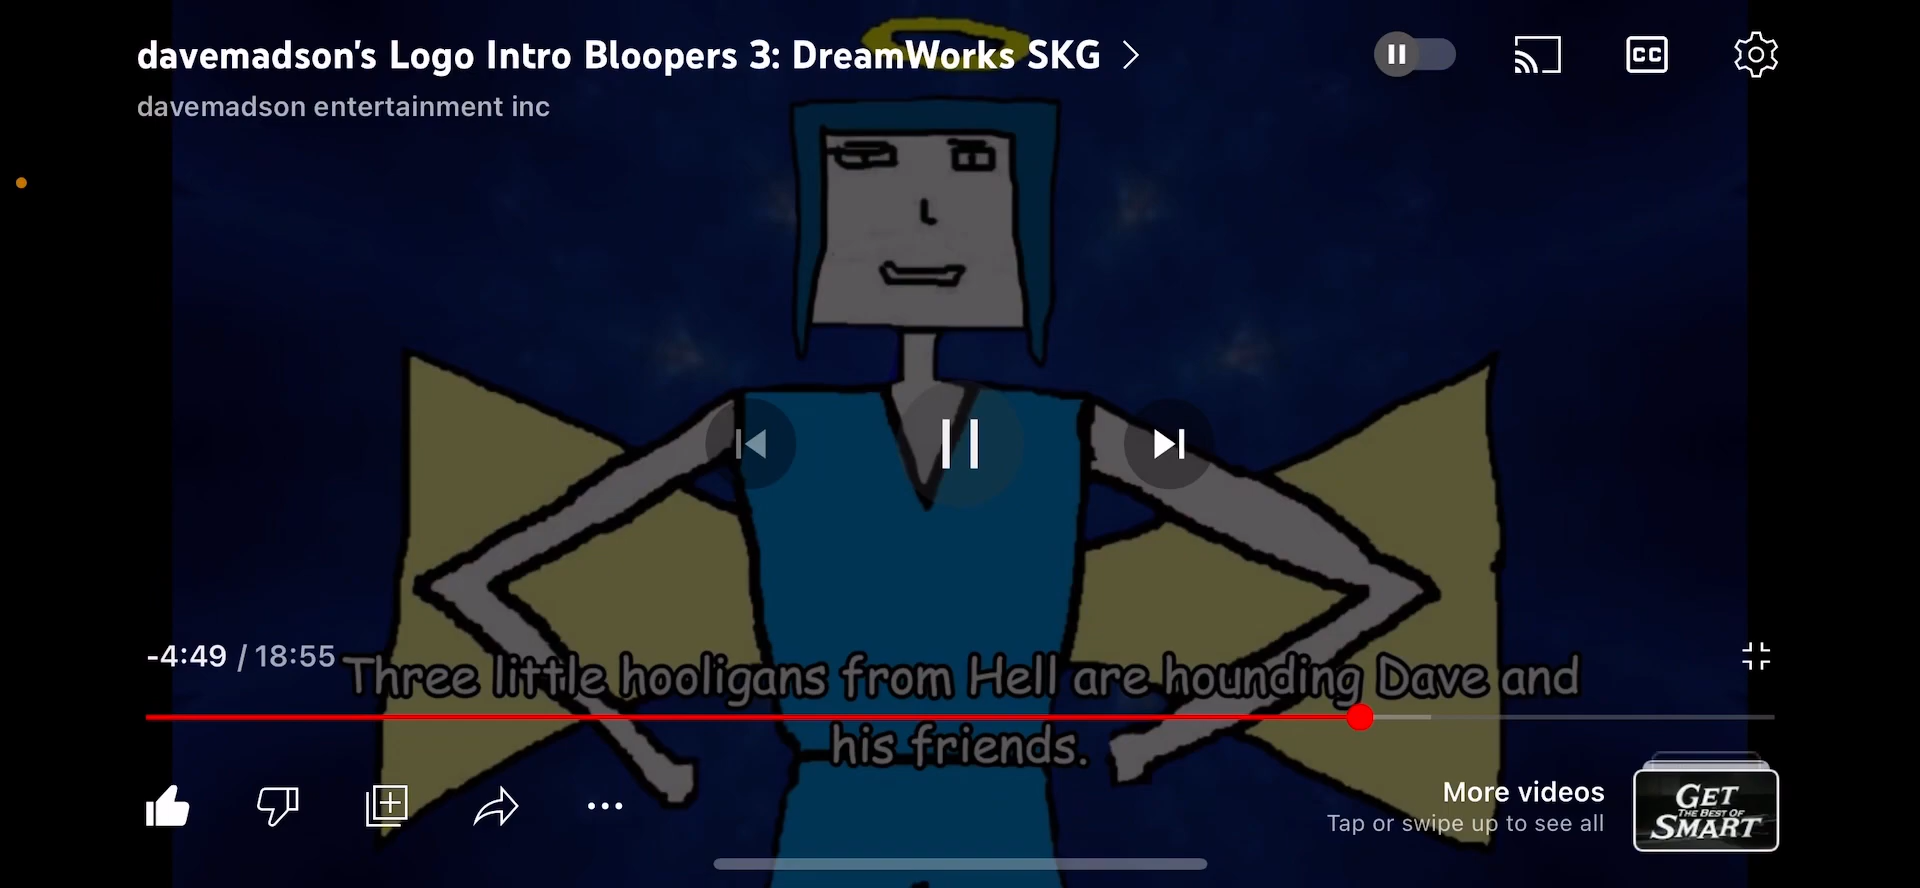 davemadson's Logo Intro Bloopers 3: DreamWorks SKG
davemadson entertainment inc
CC
-4:49 / 18:55
Three little hooligans from Hell are hounding Dave and
his friends.
More videos
Tap or swipe up to see all
GET
THE BEST OF
SMART